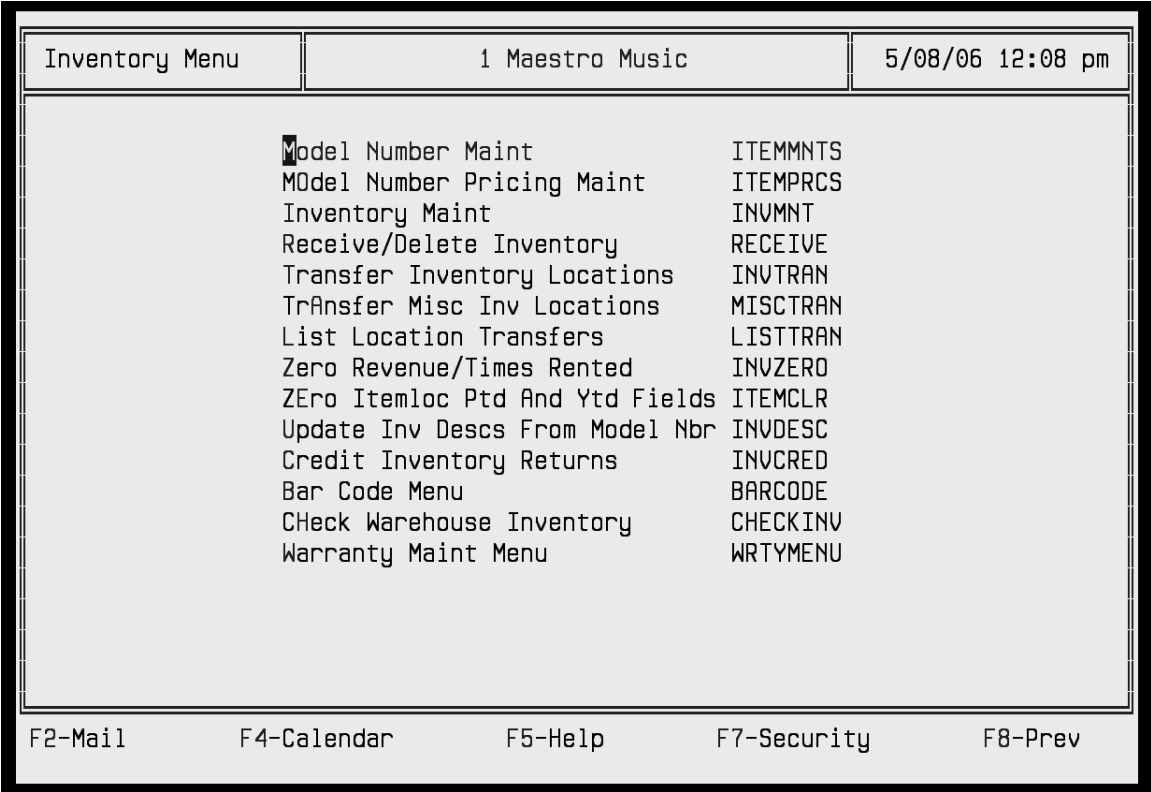 Inventory Menu 1 Maestro Music 5/08/06 12:08 pm
Model Number Maint ITEMMNTS
MOdel Number Pricing Maint ITEMPRCS
Inventory Maint INVMNT
Receive/Delete Inventory RECEIVE
Transfer Inventory Locations INVTRAN
TrAnsfer Misc Inv Locations MISCTRAN
List Location Transfers LISTTRAN
Zero Revenue/Times Rented INVZERO
ZEro Itemloc Ptd And Ytd Fields ITEMCLR
Update Inv Descs From Model Nbr INVDESC
Credit Inventory Returns INVCRED
Bar Code Menu BARCODE
CHeck Warehouse Inventory CHECKINV
Warranty Maint Menu WRTYMENU
F2-Mail F4-Calendar F5-Help F7-Security F8-Prev